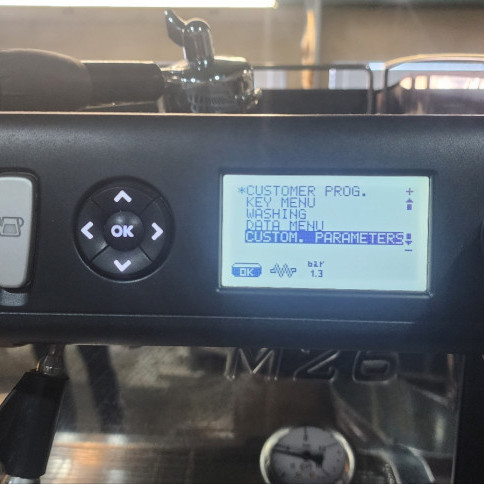 *CUSTOMER PROG. +
KEY MENU
WASHING
DATA MENU
CUSTOM. PARAMETERS
-
OK
OK
bar
1.3
M26